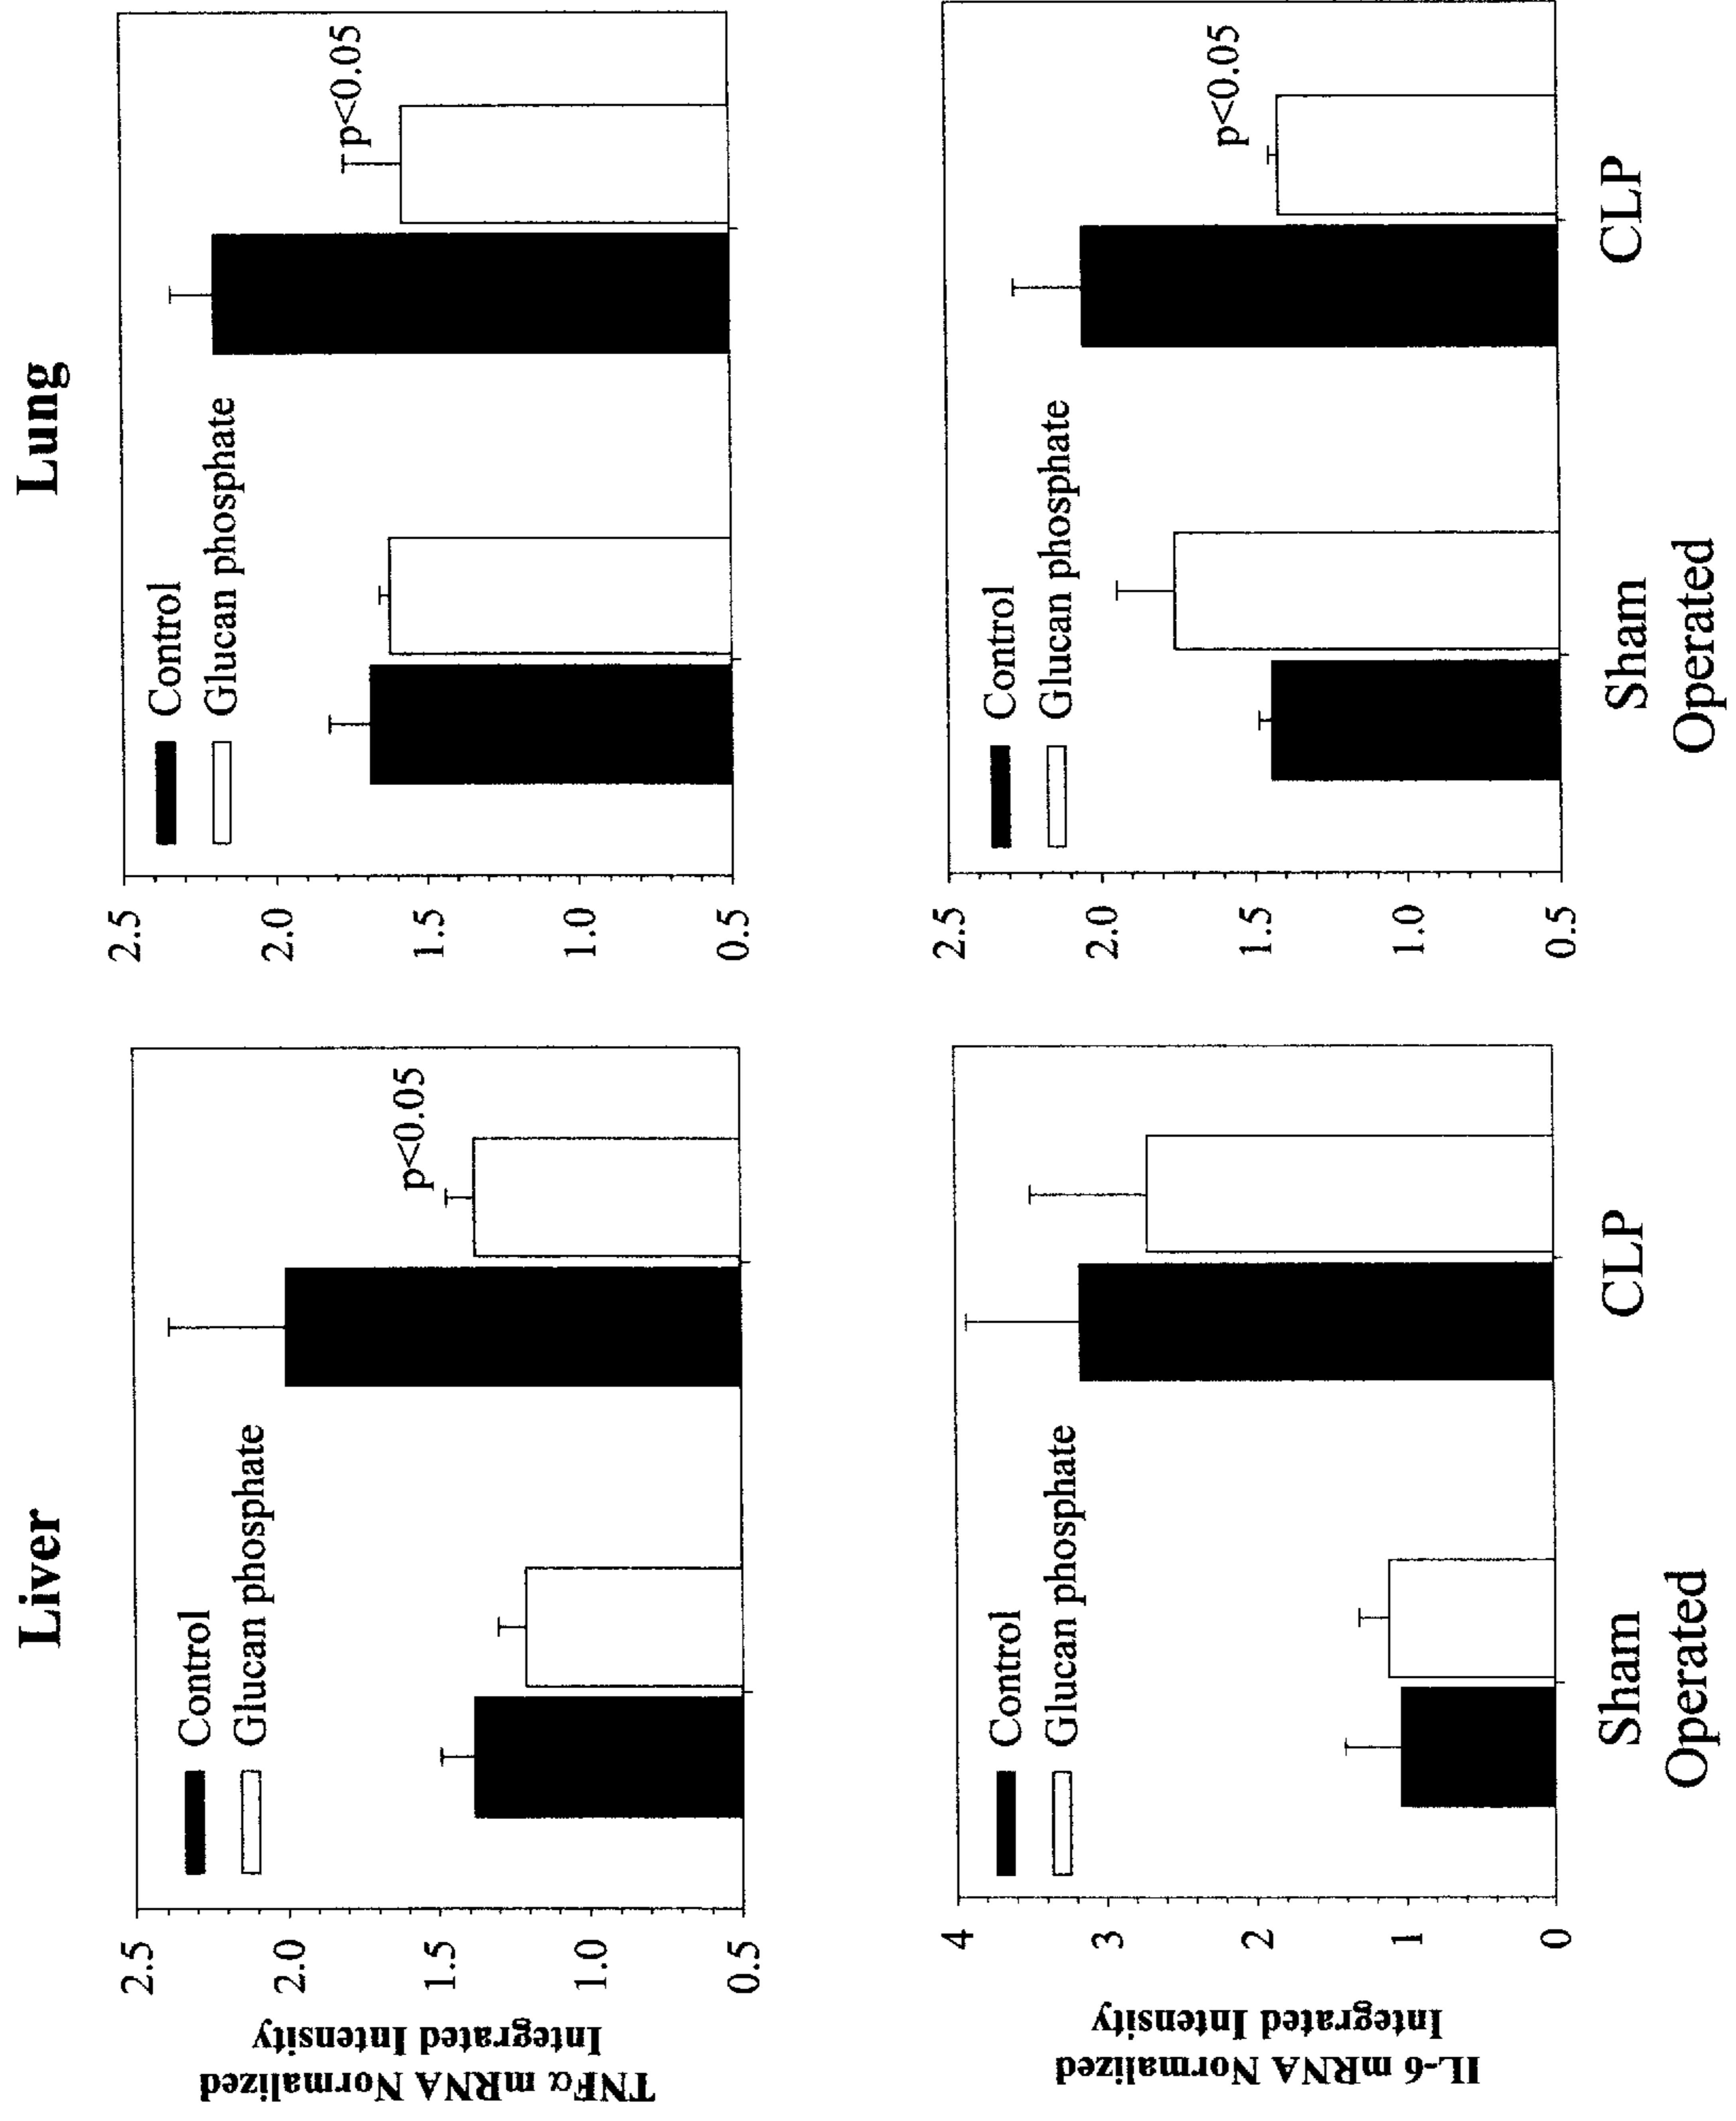 Liver
Lung
TNFα mRNA Normalized
Integrated Intensity
2.5
2.0
1.5
1.0
0.5
Control
Glucan phosphate
p<0.05
2.5
2.0
1.5
1.0
0.5
Control
Glucan phosphate
p<0.05
IL-6 mRNA Normalized
Integrated Intensity
4
3
2
1
0
Control
Glucan phosphate
Sham
Operated
CLP
2.5
2.0
1.5
1.0
0.5
Control
Glucan phosphate
p<0.05
Sham
Operated
CLP